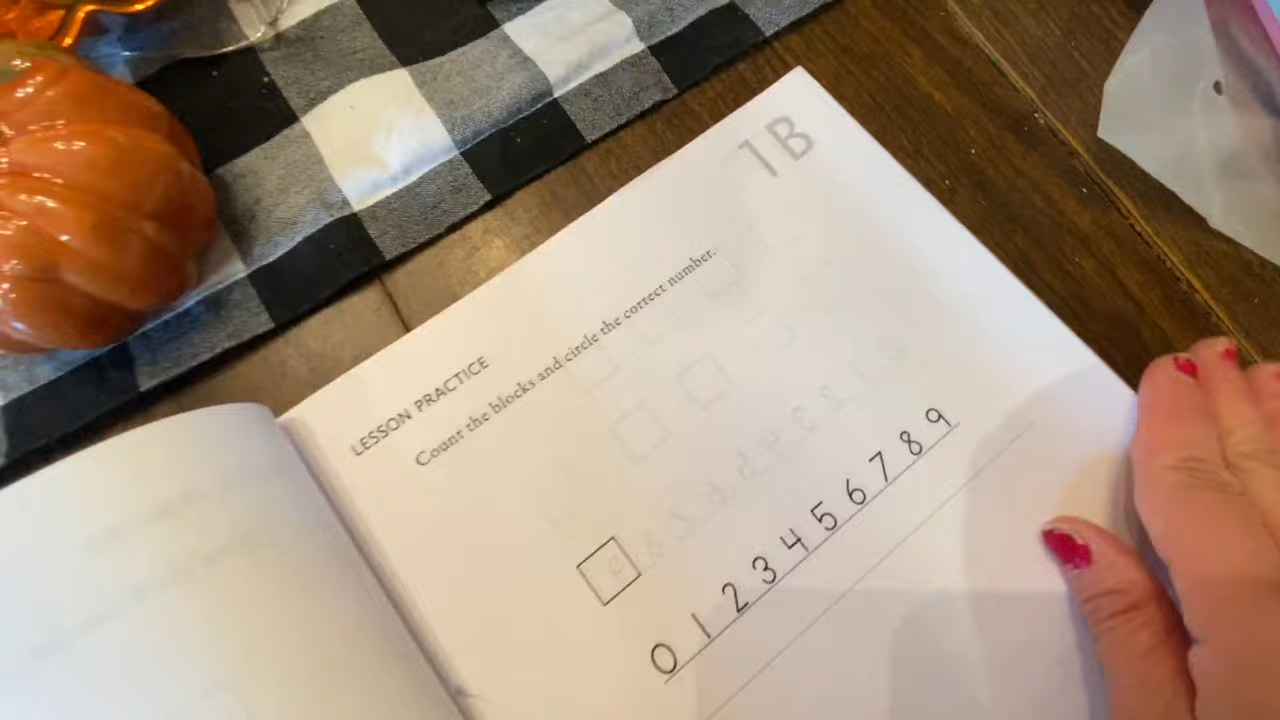 1B
LESSON PRACTICE
Count the blocks and circle the correct number.
0 1 2 3 4 5 6 7 8 9